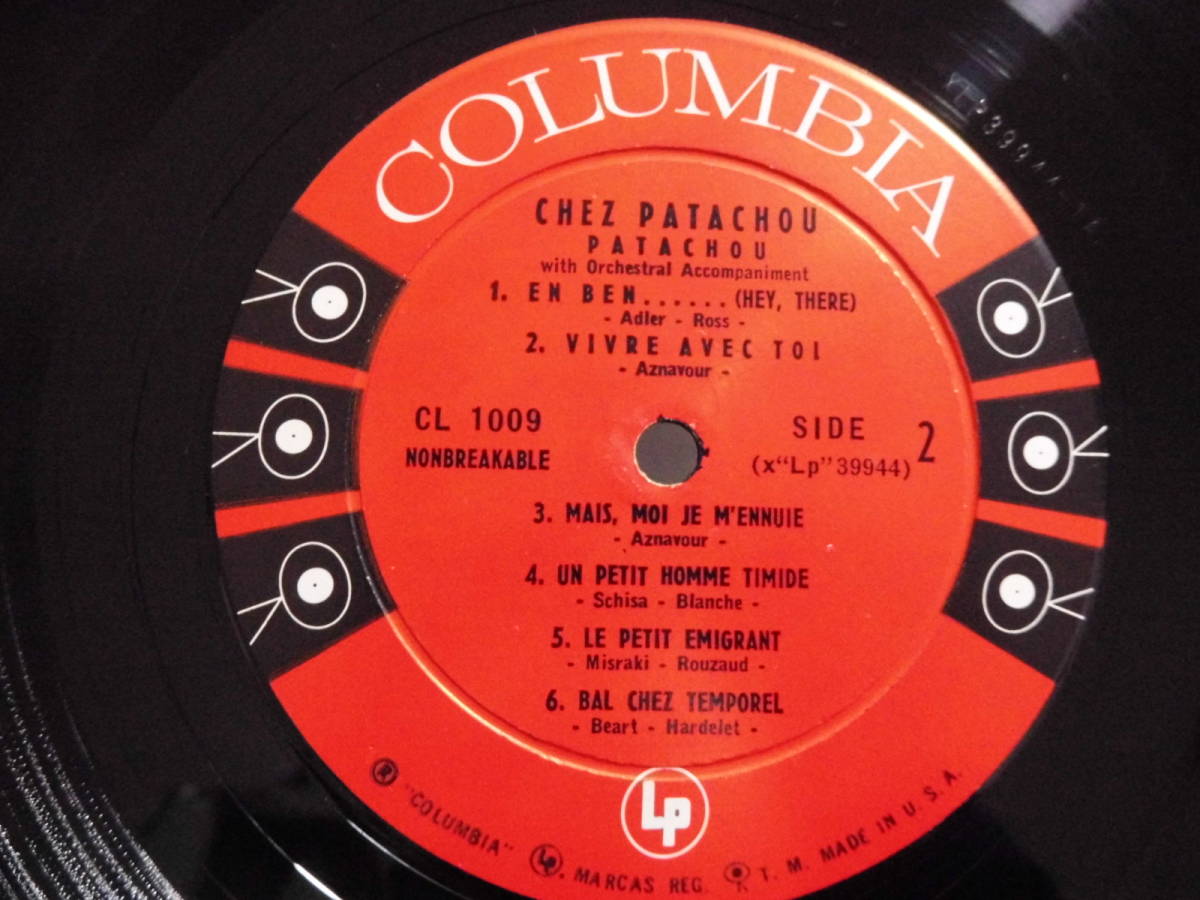 COLUMBIA
CHEZ PATACHOU
PATACHOU
with Orchestral Accompaniment
1. EN BEN...... (HEY, THERE)
- Adler - Ross -
2. VIVRE AVEC TOI
- Aznavour -
CL 1009
NONBREAKABLE
SIDE 2
(x"Lp" 39944)
3. MAIS, MOI JE M'ENNUIE
- Aznavour -
4. UN PETIT HOMME TIMIDE
- Schisa - Blanche -
5. LE PETIT EMIGRANT
- Misraki - Rouzaud -
6. BAL CHEZ TEMPOREL
- Beart - Hardelet -
Lp
® "COLUMBIA" Lp. MARCAS REG. T. M. MADE IN U. S. A.